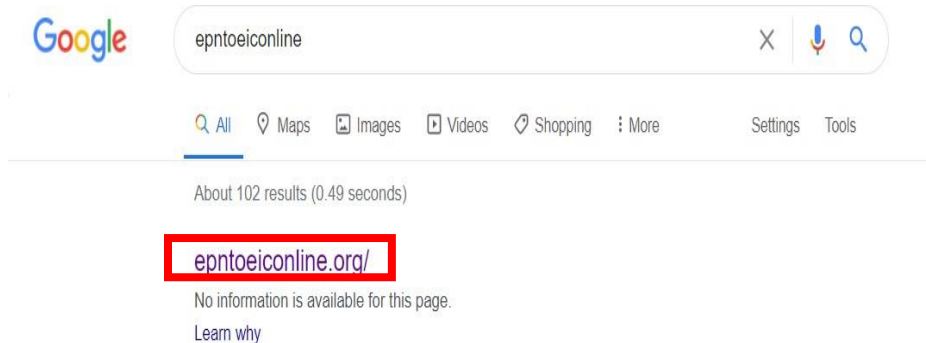 Google
epntoeiconline
All Maps Images Videos Shopping More Settings Tools
About 102 results (0.49 seconds)
epntoeiconline.org/
No information is available for this page.
Learn why